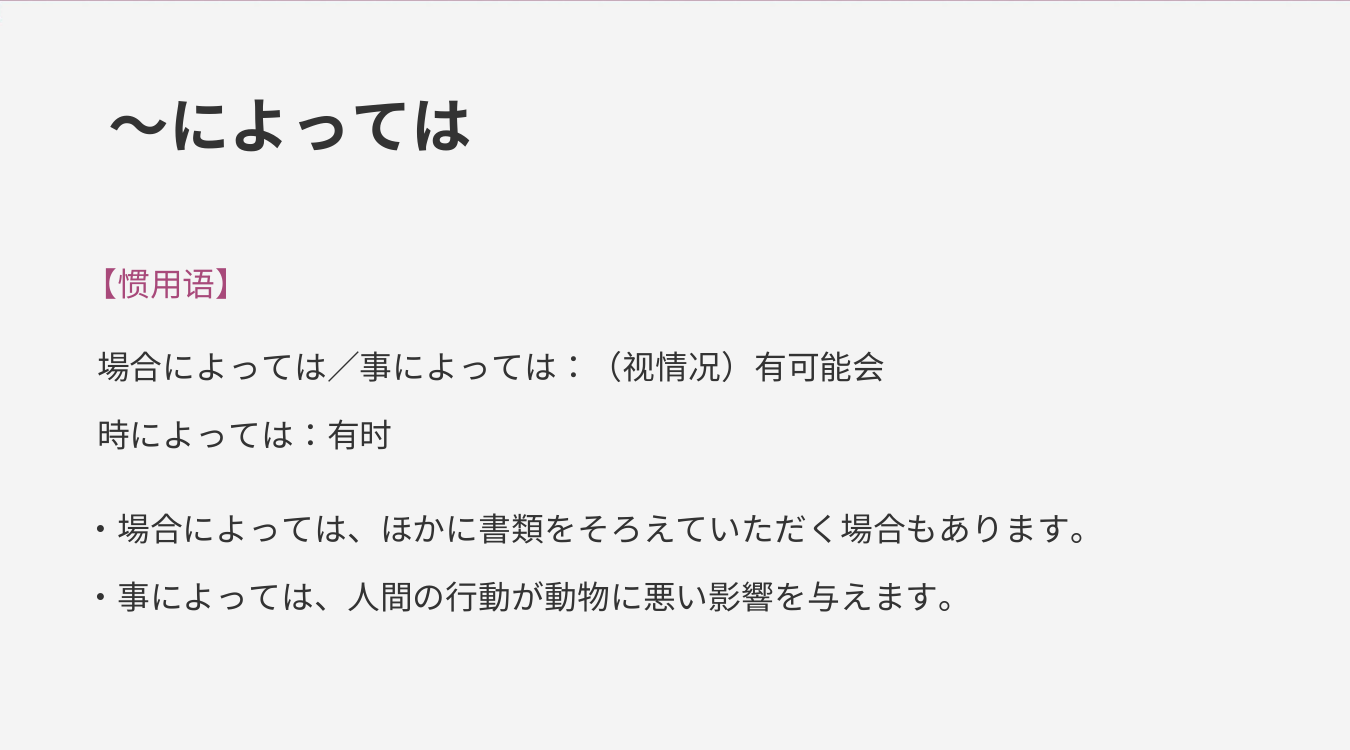 ～によっては
【惯用语】
場合によっては／事によっては：（视情况）有可能会
時によっては：有时
・場合によっては、ほかに書類をそろえていただく場合もあります。
・事によっては、人間の行動が動物に悪い影響を与えます。